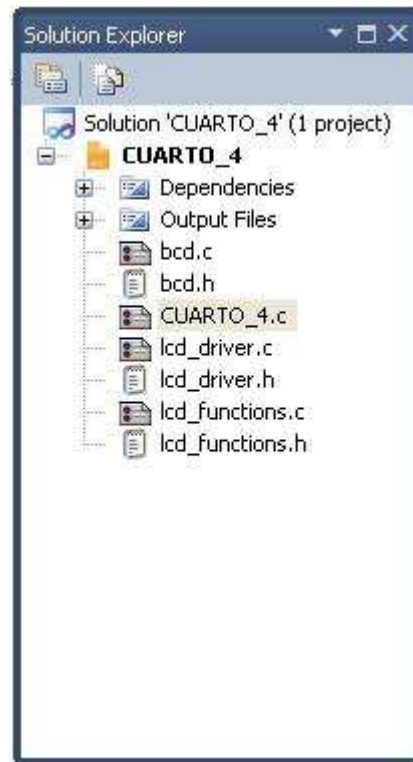 Solution Explorer
Solution 'CUARTO_4' (1 project)
CUARTO_4
Dependencies
Output Files
bcd.c
bcd.h
CUARTO_4.c
lcd_driver.c
lcd_driver.h
lcd_functions.c
lcd_functions.h